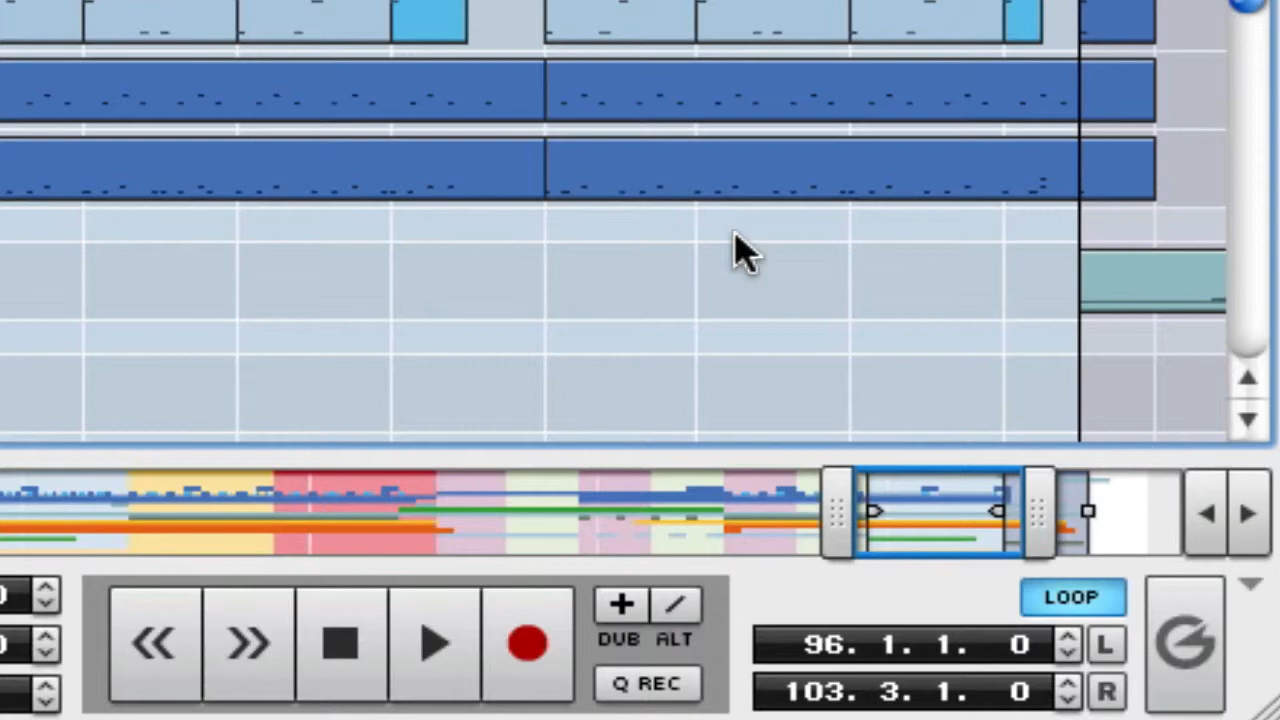 LOOP
DUB ALT
96. 1. 1. 0 L
Q REC
103. 3. 1. 0 R